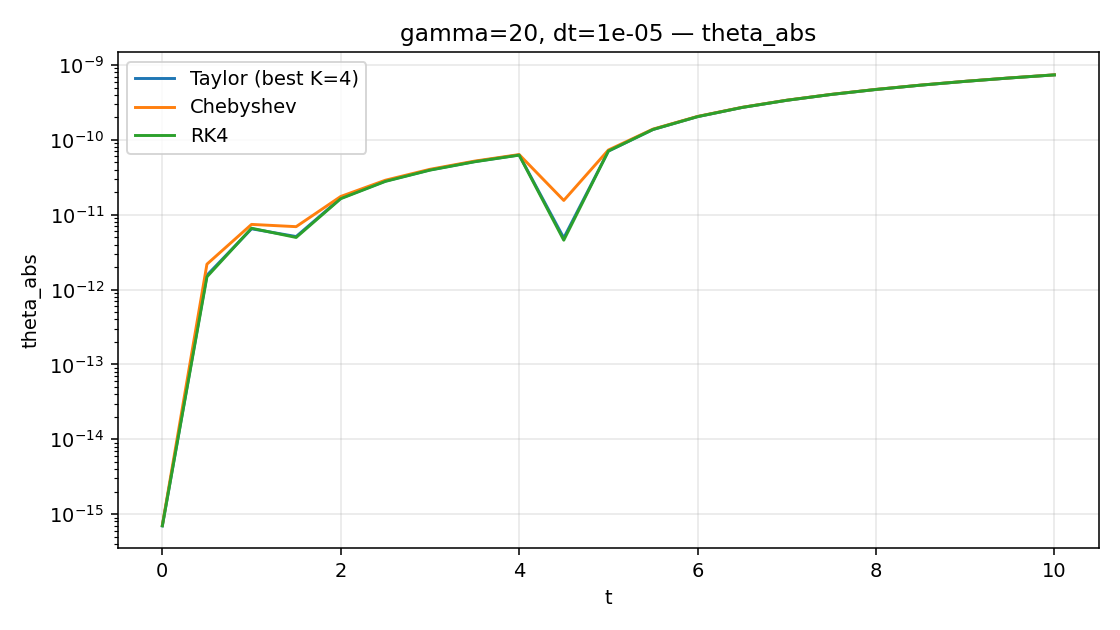 gamma=20, dt=1e-05 — theta_abs
Taylor (best K=4)
Chebyshev
RK4
theta_abs
10⁻⁹
10⁻¹⁰
10⁻¹¹
10⁻¹²
10⁻¹³
10⁻¹⁴
10⁻¹⁵
0 2 4 6 8 10
t